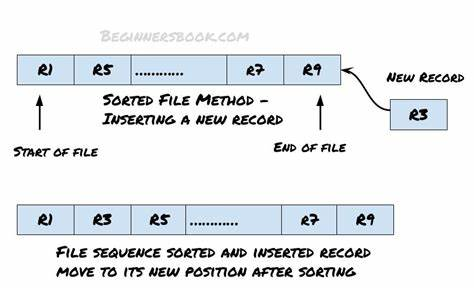 Beginnersbook.com
R1 R5 ............ R7 R9
New Record
R3
Sorted File Method –
Inserting a new record
Start of file
End of file
R1 R3 R5 ............ R7 R9
File sequence sorted and inserted record
move to its new position after sorting